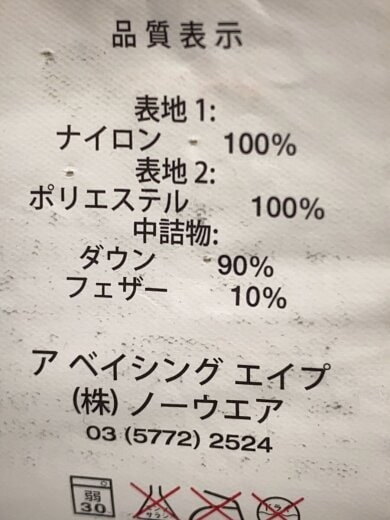 品質表示
表地 1:
ナイロン 100%
表地 2:
ポリエステル 100%
中詰物:
ダウン 90%
フェザー 10%
ア ベイシング エイプ
(株) ノーウエア
03 (5772) 2524
弱
30